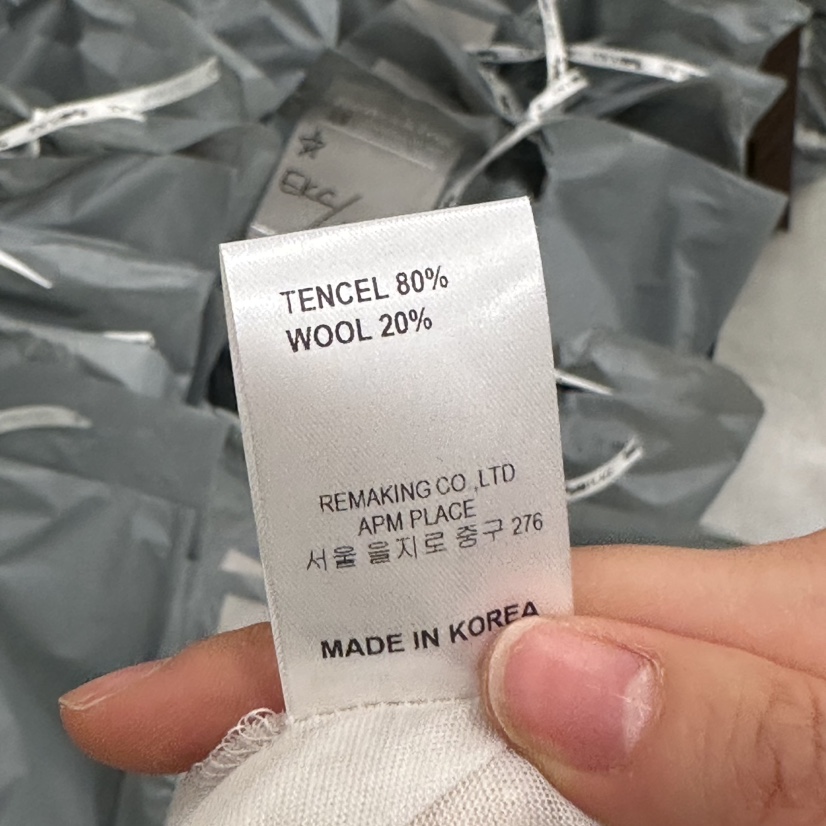 EKC/
TENCEL 80%
WOOL 20%
REMAKING CO.,LTD
APM PLACE
서울 을지로 중구 276
MADE IN KOREA